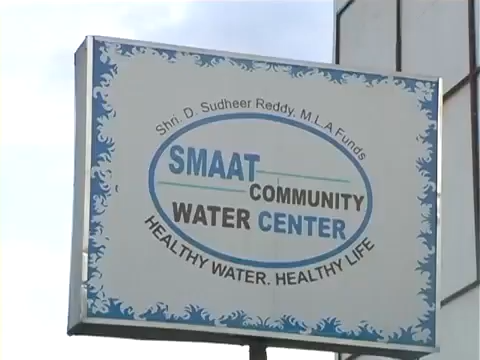 Shri. D. Sudheer Reddy. M.L.A Funds
SMAAT
COMMUNITY
WATER CENTER
HEALTHY WATER. HEALTHY LIFE